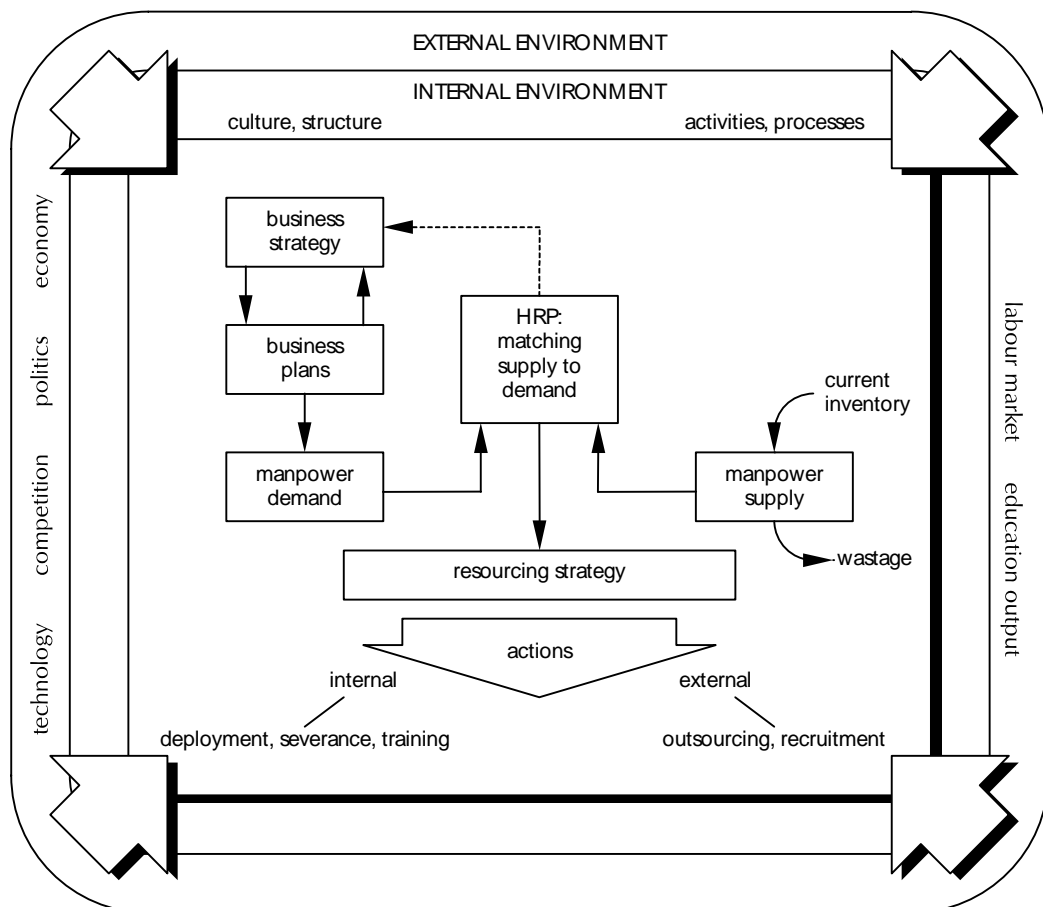 EXTERNAL ENVIRONMENT
INTERNAL ENVIRONMENT
culture, structure
activities, processes
economy
politics
competition
technology
labour market
education output
business
strategy
business
plans
manpower
demand
HRP:
matching
supply to
demand
current
inventory
manpower
supply
wastage
resourcing strategy
actions
internal
external
deployment, severance, training
outsourcing, recruitment